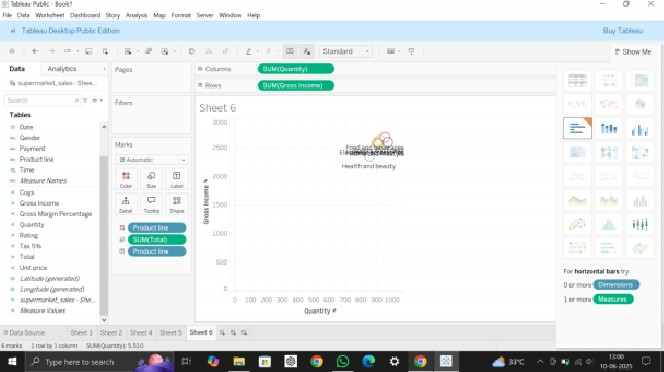 Tableau Public - Book1
File Data Worksheet Dashboard Story Analysis Map Format Server Window Help
Tableau Desktop Public Edition
Buy Tableau
Standard
Show Me
Data Analytics
supermarket_sales - Shee...
Search
Tables
Date
Gender
Payment
Product line
Time
Measure Names
Cogs
Gross Income
Gross Margin Percentage
Quantity
Rating
Tax 5%
Total
Unit price
Latitude (generated)
Longitude (generated)
supermarket_sales - She...
Measure Values
Pages
Filters
Marks
Automatic
Color Size Label
Detail Tooltip Shape
Product line
SUM(Total)
Product line
Columns SUM(Quantity)
Rows SUM(Gross Income)
Sheet 6
3000
2500
2000
1500
1000
500
0
Gross Income
Food and beverages
Health and beauty
0 100 200 300 400 500 600 700 800 900 1000
Quantity
For horizontal bars try
0 or more Dimensions
1 or more Measures
Data Source Sheet 1 Sheet 2 Sheet 4 Sheet 5 Sheet 6
6 marks 1 row by 1 column SUM(Quantity): 5,510
Type here to search
33°C
13:00
10-06-2025